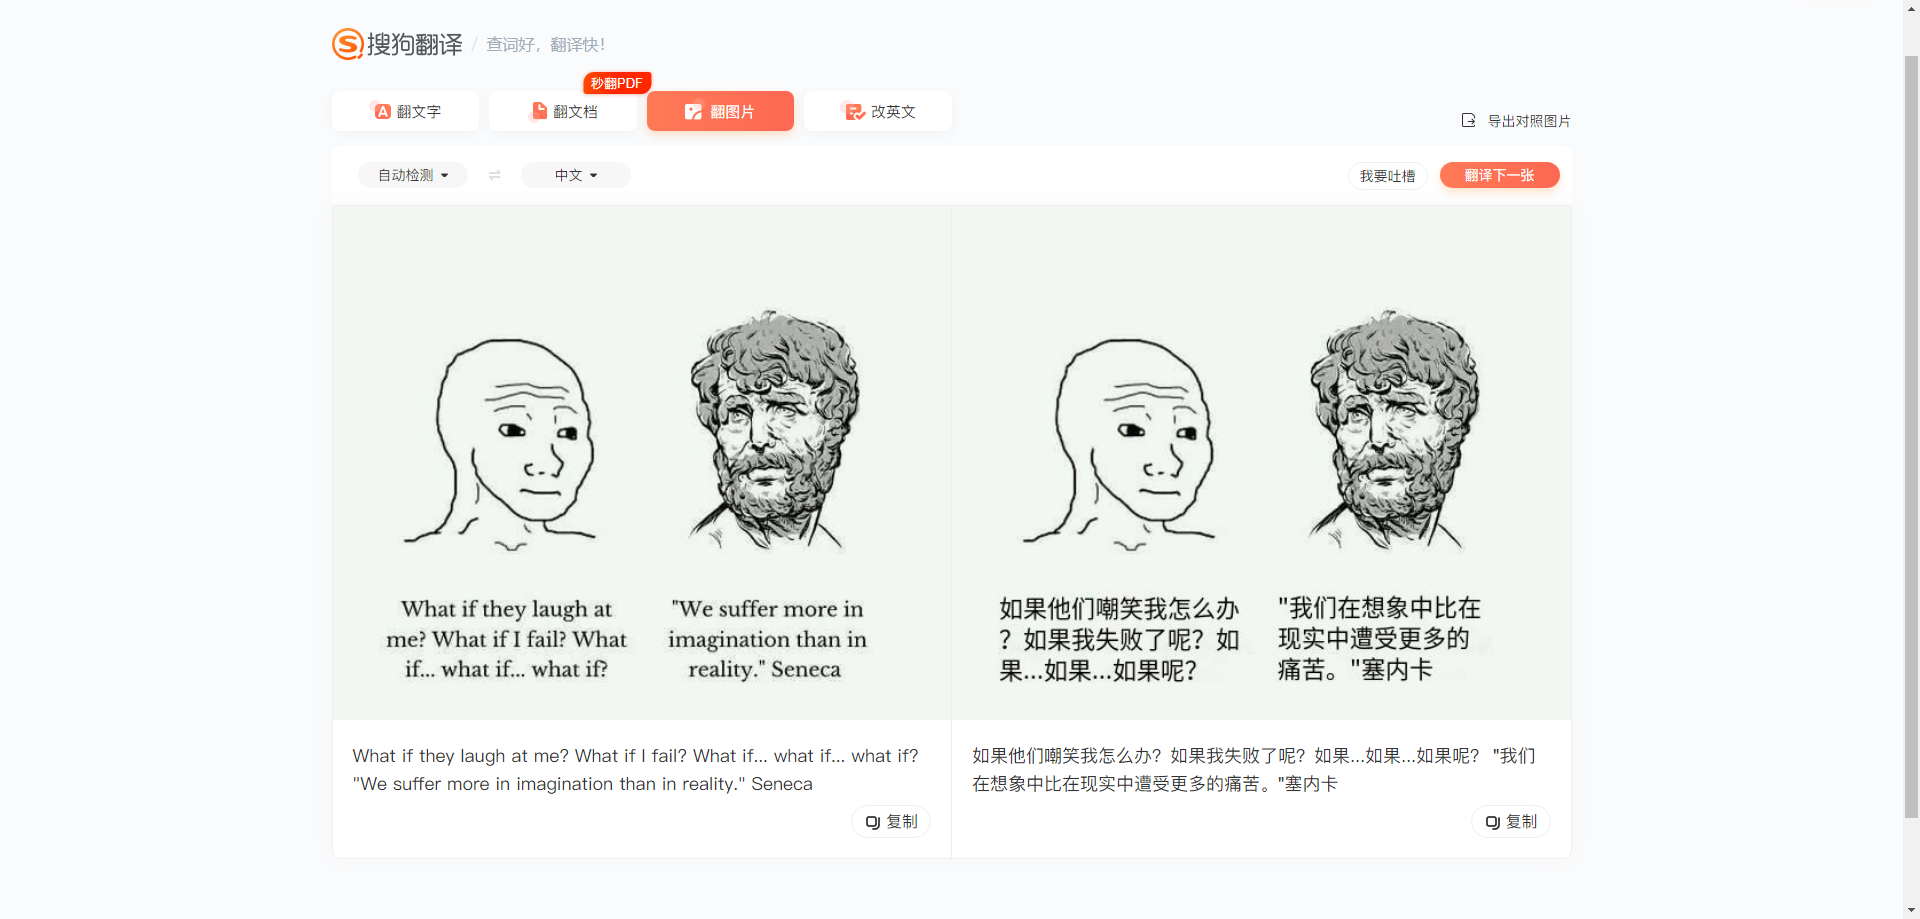 搜狗翻译 / 查词好，翻译快！
秒翻PDF
翻文字 翻文档 翻图片 改英文
导出对照图片
自动检测 中文 我要吐槽 翻译下一张
What if they laugh at
me? What if I fail? What
if... what if... what if?
"We suffer more in
imagination than in
reality." Seneca
如果他们嘲笑我怎么办
？如果我失败了呢？如
果...如果...如果呢？
"我们在想象中比在
现实中遭受更多的
痛苦。"塞内卡
What if they laugh at me? What if I fail? What if... what if... what if?
"We suffer more in imagination than in reality." Seneca
复制
如果他们嘲笑我怎么办？如果我失败了呢？如果...如果...如果呢？ "我们
在想象中比在现实中遭受更多的痛苦。"塞内卡
复制